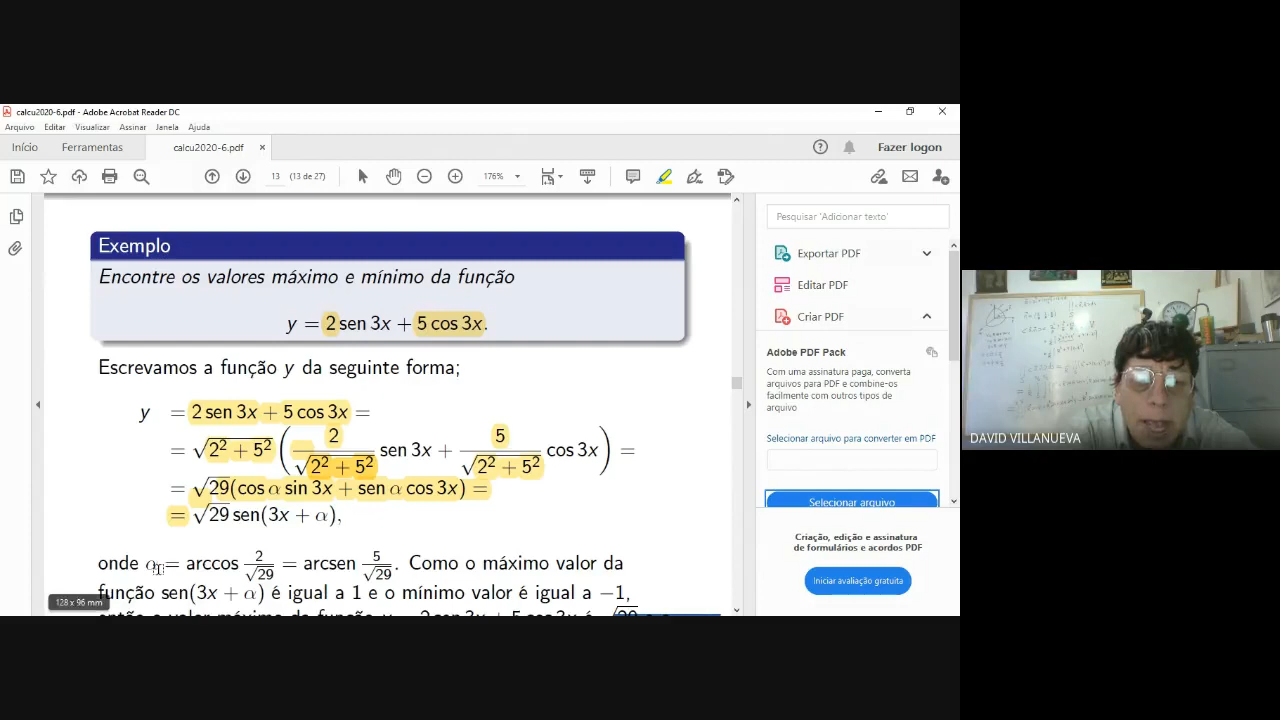 calcu2020-6.pdf - Adobe Acrobat Reader DC
Arquivo Editar Visualizar Assinar Janela Ajuda
Início Ferramentas calcu2020-6.pdf × Fazer logon
13 (13 de 27) 176%
Exemplo
Encontre os valores máximo e mínimo da função
y = 2 sen 3x + 5 cos 3x.
Escrevamos a função y da seguinte forma;
y = 2 sen 3x + 5 cos 3x =
= √(2² + 5²) (2/√(2² + 5²) sen 3x + 5/√(2² + 5²) cos 3x) =
= √29(cos α sin 3x + sen α cos 3x) =
= √29 sen(3x + α),
onde α = arccos 2/√29 = arcsen 5/√29. Como o máximo valor da
função sen(3x + α) é igual a 1 e o mínimo valor é igual a −1,
128 x 96 mm
Pesquisar 'Adicionar texto'
Exportar PDF
Editar PDF
Criar PDF
Adobe PDF Pack
Com uma assinatura paga, converta
arquivos para PDF e combine-os
facilmente com outros tipos de
arquivo
Selecionar arquivo para converter em PDF
Selecionar arquivo
Criação, edição e assinatura
de formulários e acordos PDF
Iniciar avaliação gratuita
DAVID VILLANUEVA